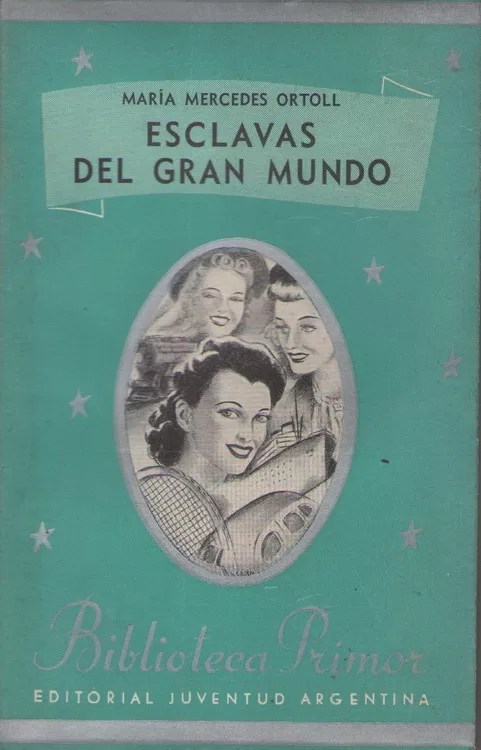 MARÍA MERCEDES ORTOLL
ESCLAVAS
DEL GRAN MUNDO
Biblioteca Primor
EDITORIAL JUVENTUD ARGENTINA